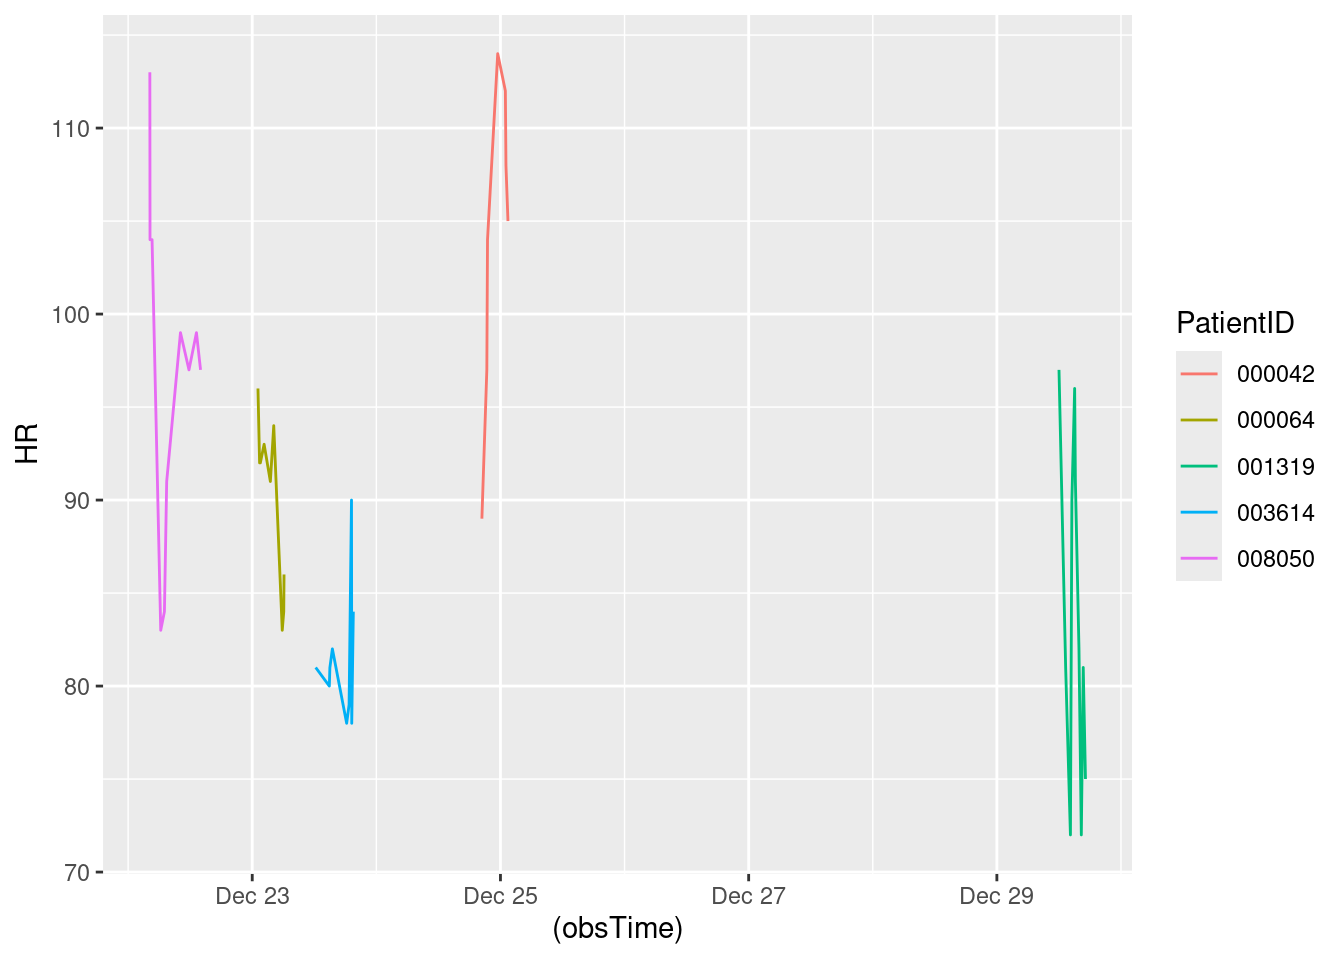 HR
110
100
90
80
70
Dec 23
Dec 25
Dec 27
Dec 29
(obsTime)
PatientID
000042
000064
001319
003614
008050